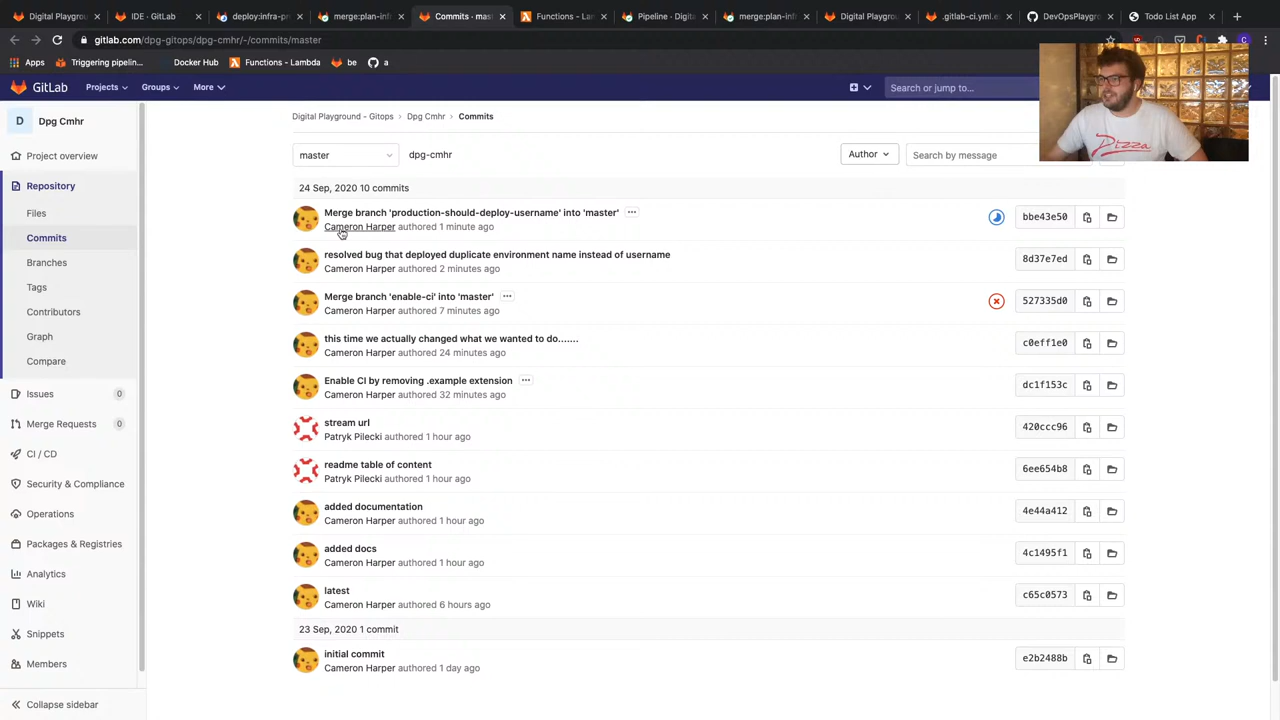 Digital Playgrou
IDE · GitLab
deploy:infra-pro
merge:plan-inf
Commits · mas
Functions - Lam
Pipeline · Digita
merge:plan-inf
Digital Playgrou
.gitlab-ci.yml.e
DevOpsPlaygro
Todo List App
gitlab.com/dpg-gitops/dpg-cmhr/-/commits/master
Apps
Triggering pipelin...
Docker Hub
Functions - Lambda
be
a
GitLab
Projects
Groups
More
Search or jump to...
D
Dpg Cmhr
Digital Playground - Gitops
Dpg Cmhr
Commits
Project overview
Repository
Files
Commits
Branches
Tags
Contributors
Graph
Compare
Issues 0
Merge Requests 0
CI / CD
Security & Compliance
Operations
Packages & Registries
Analytics
Wiki
Snippets
Members
Collapse sidebar
master
dpg-cmhr
Author
Search by message
24 Sep, 2020 10 commits
Merge branch 'production-should-deploy-username' into 'master'
Cameron Harper authored 1 minute ago
bbe43e50
resolved bug that deployed duplicate environment name instead of username
Cameron Harper authored 2 minutes ago
8d37e7ed
Merge branch 'enable-ci' into 'master'
Cameron Harper authored 7 minutes ago
527335d0
this time we actually changed what we wanted to do.......
Cameron Harper authored 24 minutes ago
c0eff1e0
Enable CI by removing .example extension
Cameron Harper authored 32 minutes ago
dc1f153c
stream url
Patryk Pilecki authored 1 hour ago
420ccc96
readme table of content
Patryk Pilecki authored 1 hour ago
6ee654b8
added documentation
Cameron Harper authored 1 hour ago
4e44a412
added docs
Cameron Harper authored 1 hour ago
4c1495f1
latest
Cameron Harper authored 6 hours ago
c65c0573
23 Sep, 2020 1 commit
initial commit
Cameron Harper authored 1 day ago
e2b2488b
Pizza